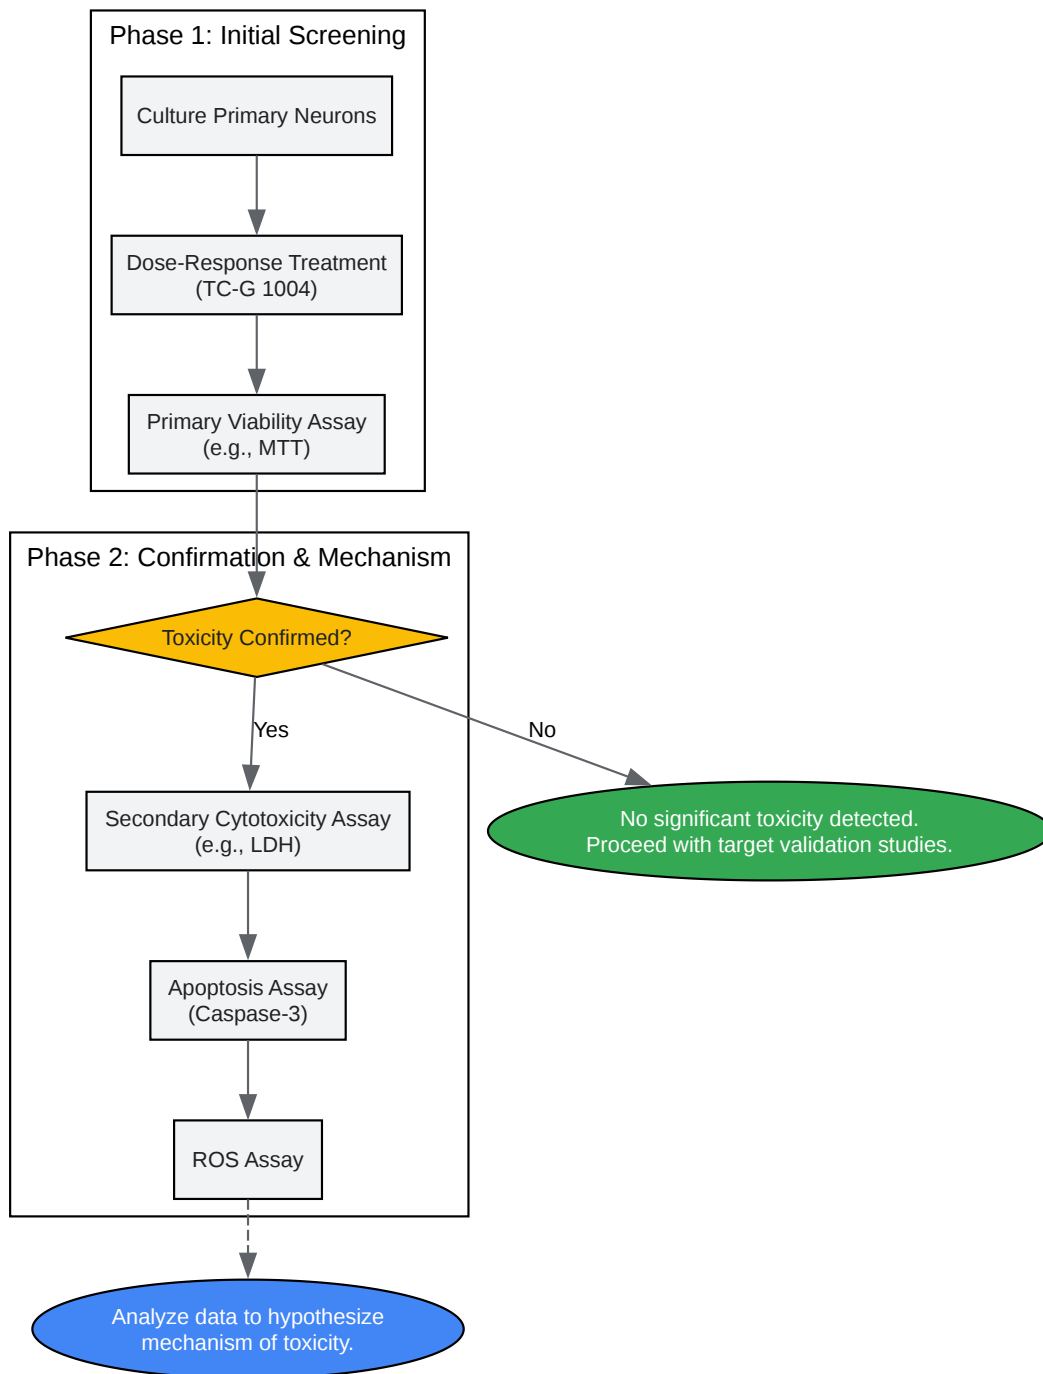 Phase 1: Initial Screening
Culture Primary Neurons
Dose-Response Treatment
(TC-G 1004)
Primary Viability Assay
(e.g., MTT)
Phase 2: Confirmation & Mechanism
Toxicity Confirmed?
Yes
No
Secondary Cytotoxicity Assay
(e.g., LDH)
No significant toxicity detected.
Proceed with target validation studies.
Apoptosis Assay
(Caspase-3)
ROS Assay
Analyze data to hypothesize
mechanism of toxicity.